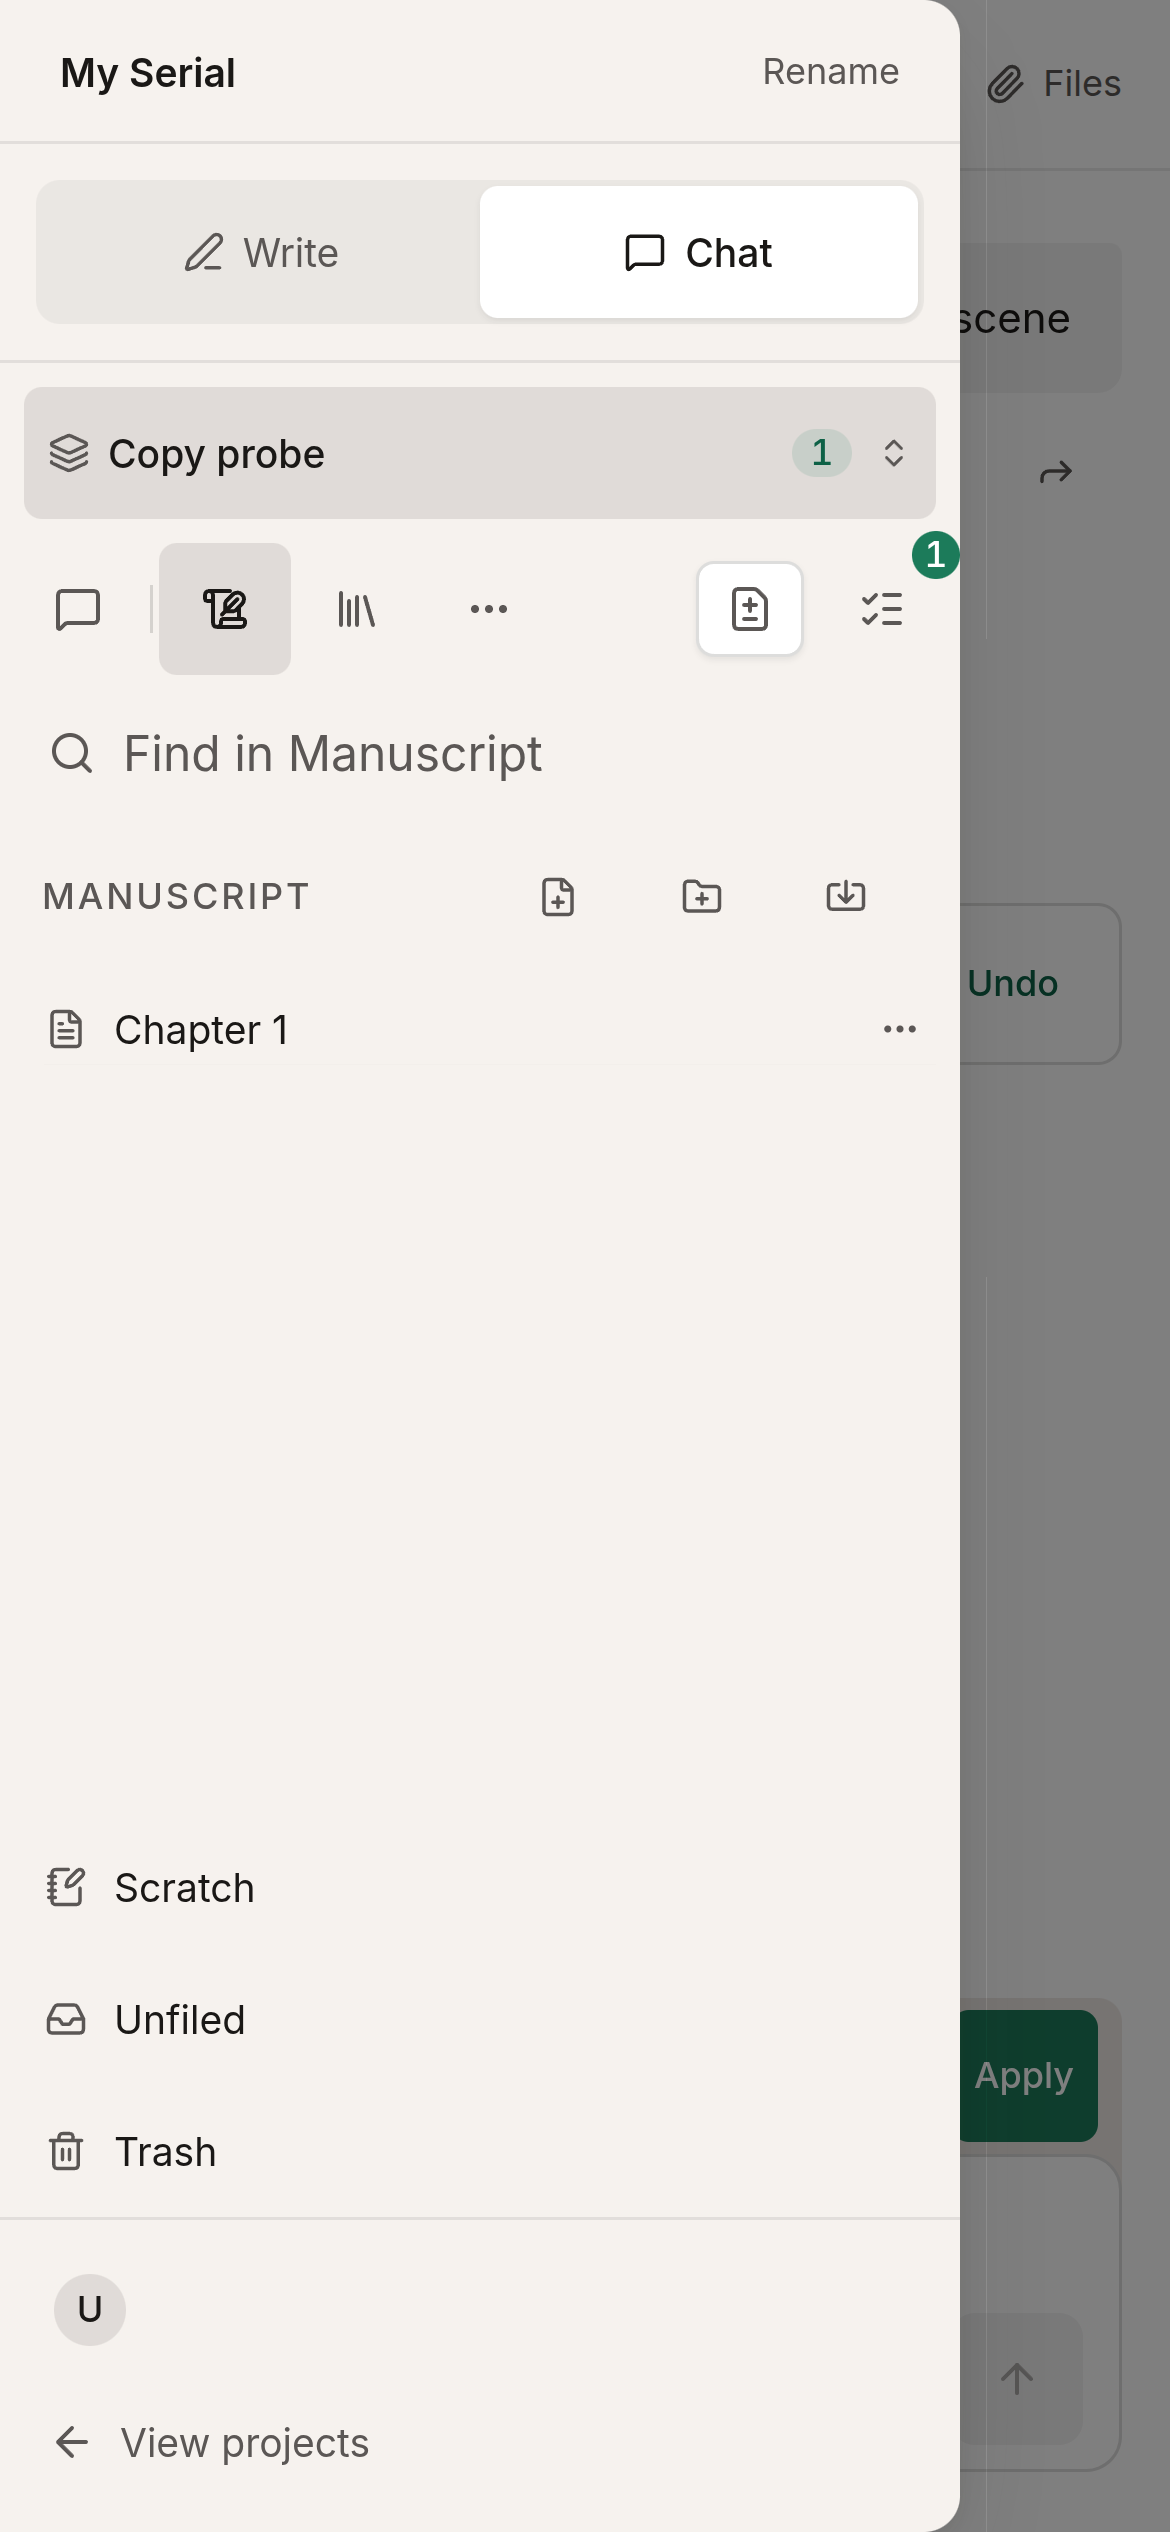 My Serial
Rename
Files
Write
Chat
scene
Copy probe
1
1
Find in Manuscript
MANUSCRIPT
Chapter 1
Undo
Scratch
Unfiled
Apply
Trash
U
View projects